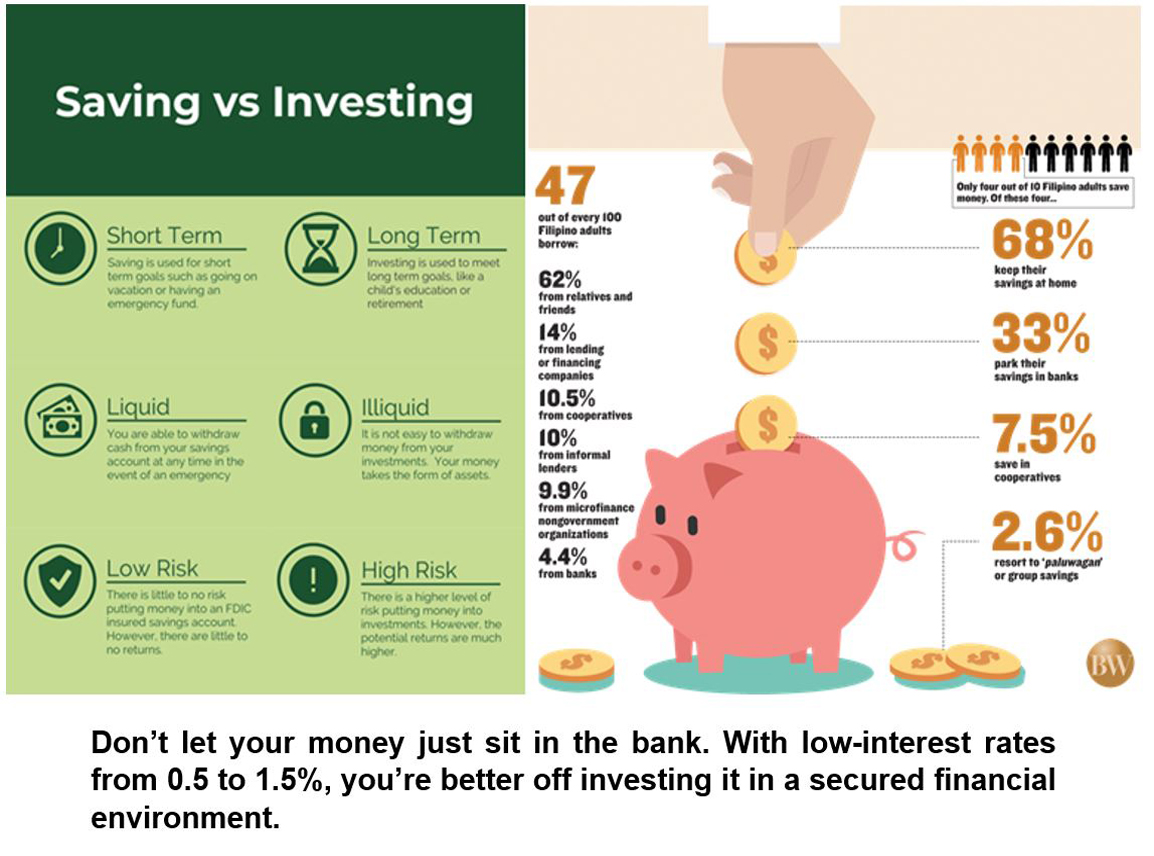 Saving vs Investing
Short Term
Saving is used for short
term goals such as going on
vacation or having an
emergency fund.
Long Term
Investing is used to meet
long term goals, like a
child's education or
retirement
Liquid
You are able to withdraw
cash from your savings
account at any time in the
event of an emergency
Illiquid
It is not easy to withdraw
money from your
investments. Your money
takes the form of assets.
Low Risk
There is little to no risk
putting money into an FDIC
insured savings account.
However, there are little to
no returns.
High Risk
There is a higher level of
risk putting money into
investments. However, the
potential returns are much
higher.
47
out of every 100
Filipino adults
borrow:
62%
from relatives and
friends
14%
from lending
or financing
companies
10.5%
from cooperatives
10%
from informal
lenders
9.9%
from microfinance
nongovernment
organizations
4.4%
from banks
$
$
$
Only four out of 10 Filipino adults save
money. Of these four...
68%
keep their
savings at home
33%
park their
savings in banks
7.5%
save in
cooperatives
2.6%
resort to 'paluwagan'
or group savings
$
$
$
BW
Don't let your money just sit in the bank. With low-interest rates
from 0.5 to 1.5%, you're better off investing it in a secured financial
environment.